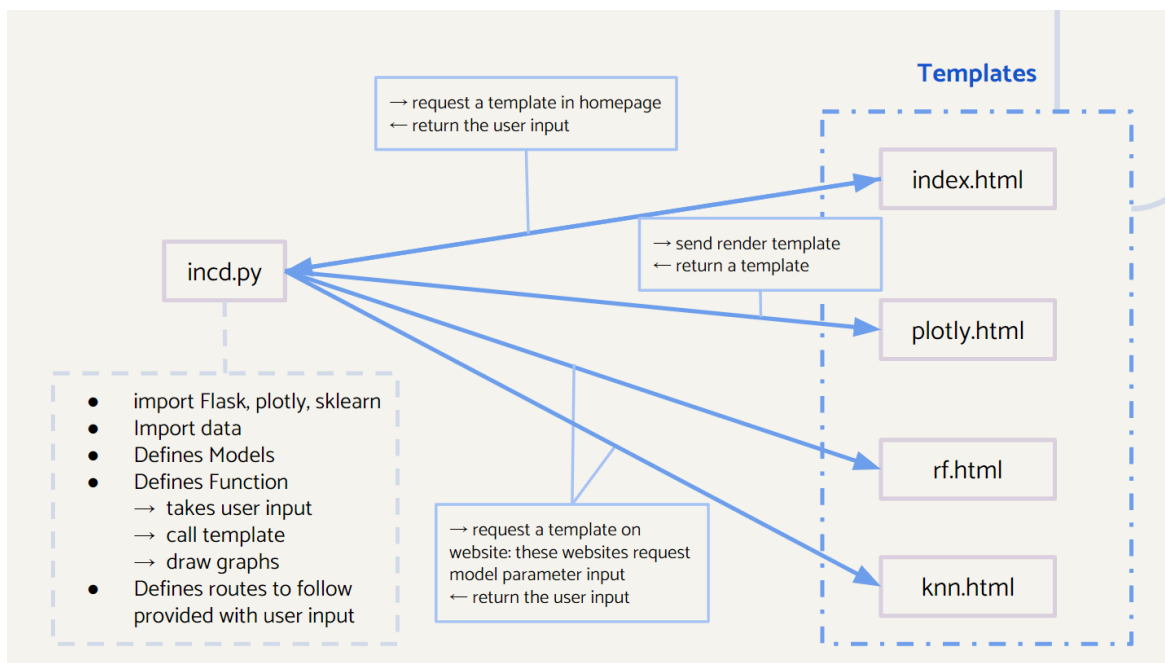 Templates
→ request a template in homepage
← return the user input
index.html
→ send render template
← return a template
incd.py
plotly.html
● import Flask, plotly, sklearn
● Import data
● Defines Models
● Defines Function
→ takes user input
→ call template
→ draw graphs
● Defines routes to follow
provided with user input
rf.html
→ request a template on
website: these websites request
model parameter input
← return the user input
knn.html